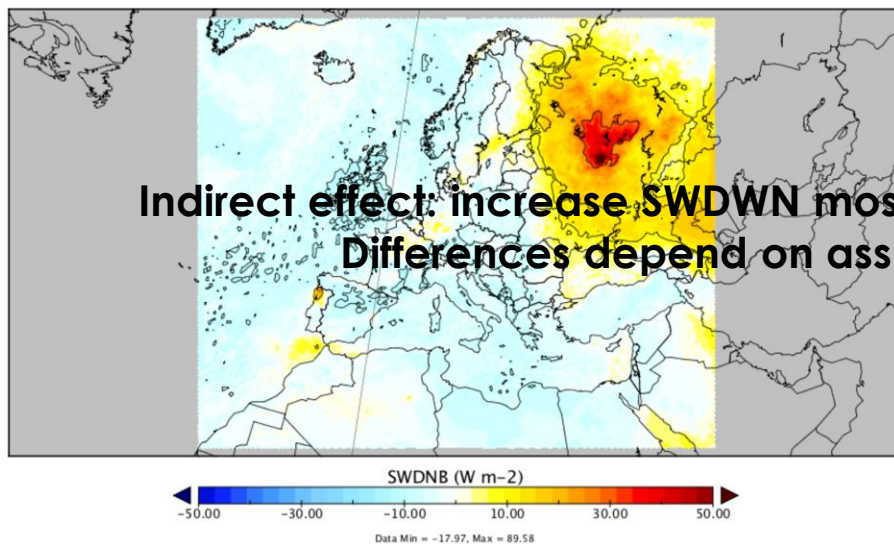 Indirect effect: increase SWDWN mos
Differences depend on ass
SWDNB (W m-2)
-50.00 -30.00 -10.00 10.00 30.00 50.00
Data Min = -17.97, Max = 89.58